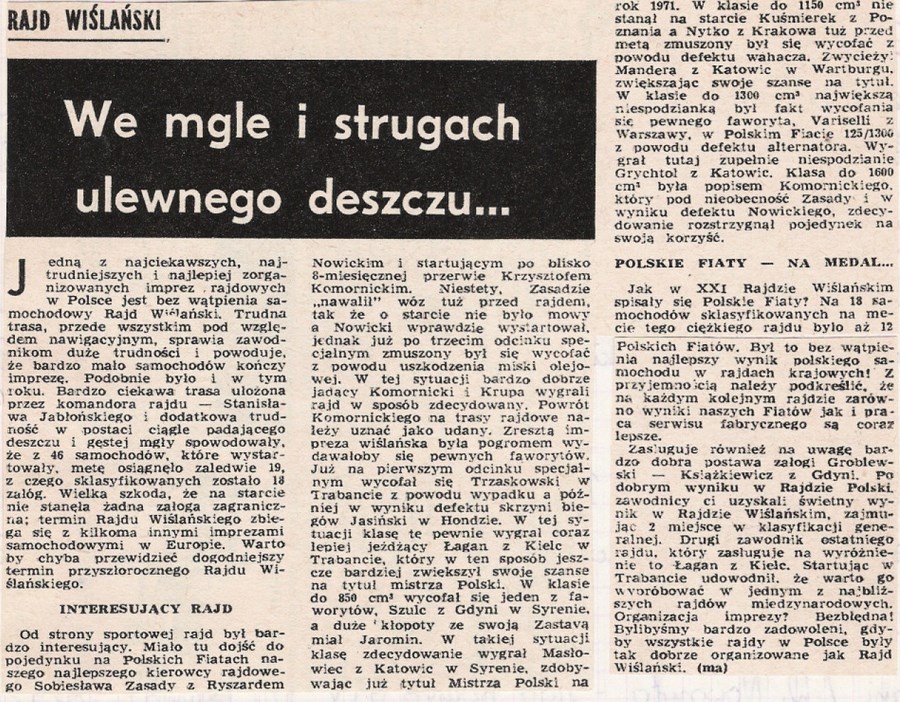 RAJD WIŚLAŃSKI
We mgle i strugach
ulewnego deszczu...
Jedną z najciekawszych, naj-
trudniejszych i najlepiej zorga-
nizowanych imprez rajdowych
w Polsce jest bez wątpienia sa-
mochodowy Rajd Wiślański. Trudna
trasa, przede wszystkim pod wzglę-
dem nawigacyjnym, sprawia zawod-
nikom duże trudności i powoduje,
że bardzo mało samochodów kończy
imprezę. Podobnie było i w tym
roku. Bardzo ciekawa trasa ułożona
przez komandora rajdu — Stanisła-
wa Jabłońskiego i dodatkowa trud-
ność w postaci ciągle padającego
deszczu i gęstej mgły spowodowały,
że z 46 samochodów, które wystar-
towały, metę osiągnęło zaledwie 19,
z czego sklasyfikowanych zostało 18
załóg. Wielka szkoda, że na starcie
nie stanęła żadna załoga zagranicz-
na; termin Rajdu Wiślańskiego zbie-
ga się z kilkoma innymi imprezami
samochodowymi w Europie. Warto
by chyba przewidzieć dogodniejszy
termin przyszłorocznego Rajdu Wi-
ślańskiego.
INTERESUJĄCY RAJD
Od strony sportowej rajd był bar-
dzo interesujący. Miało tu dojść do
pojedynku na Polskich Fiatach na-
szego najlepszego kierowcy rajdowe-
go Sobiesława Zasady z Ryszardem
Nowickim i startującym po blisko
8-miesięcznej przerwie Krzysztofem
Komornickim. Niestety, Zasadzie
„nawalił" wóz tuż przed rajdem,
tak że o starcie nie było mowy
a Nowicki wprawdzie wystartował,
jednak już po trzecim odcinku spe-
cjalnym zmuszony był się wycofać
z powodu uszkodzenia miski olejo-
wej. W tej sytuacji bardzo dobrze
jadący Komornicki i Krupa wygrali
rajd w sposób zdecydowany. Powrót
Komornickiego na trasy rajdowe na-
leży uznać jako udany. Zresztą im-
preza wiślańska była pogromem wy-
dawałoby się pewnych faworytów.
Już na pierwszym odcinku specjal-
nym wycofał się Trzaskowski w
Trabancie z powodu wypadku a póź-
niej w wyniku defektu skrzyni bie-
gów Jasiński w Hondzie. W tej sy-
tuacji klasę tę pewnie wygrał coraz
lepiej jeżdżący Łagan z Kielc w
Trabancie, który w ten sposób jesz-
cze bardziej zwiększył swoje szanse
na tytuł mistrza Polski. W klasie
do 850 cm³ wycofał się jeden z fa-
worytów, Szulc z Gdyni w Syrenie,
a duże kłopoty ze swoją Zastavą
miał Jaromin. W takiej sytuacji
klasę zdecydowanie wygrał Masło-
wiec z Katowic w Syrenie, zdoby-
wając już tytuł Mistrza Polski na
rok 1971. W klasie do 1150 cm³ nie
stanął na starcie Kuśmierek z Po-
znania a Nytko z Krakowa tuż przed
metą zmuszony był się wycofać z
powodu defektu wahacza. Zwyciężył
Mandera z Katowic w Wartburgu,
zwiększając swoje szanse na tytuł.
W klasie do 1300 cm³ największą
niespodzianką był fakt wycofania
się pewnego faworyta, Variselli z
Warszawy, w Polskim Fiacie 125/1300
z powodu defektu alternatora. Wy-
grał tutaj zupełnie niespodzianie
Grychtol z Katowic. Klasa do 1600
cm³ była popisem Komornickiego,
który pod nieobecność Zasady i w
wyniku defektu Nowickiego, zdecy-
dowanie rozstrzygnął pojedynek na
swoją korzyść.
POLSKIE FIATY — NA MEDAL...
Jak w XXI Rajdzie Wiślańskim
spisały się Polskie Fiaty? Na 18 sa-
mochodów sklasyfikowanych na me-
cie tego ciężkiego rajdu było aż 12
Polskich Fiatów. Był to bez wątpie-
nia najlepszy wynik polskiego sa-
mochodu w rajdach krajowych! Z
przyjemnością należy podkreślić, że
na każdym kolejnym rajdzie zarów-
no wyniki naszych Fiatów jak i pra-
ca serwisu fabrycznego są coraz
lepsze.
Zasługuje również na uwagę bar-
dzo dobra postawa załogi Groblew-
ski — Książkiewicz z Gdyni. Po
dobrym wyniku w Rajdzie Polski,
zawodnicy ci uzyskali świetny wy-
nik w Rajdzie Wiślańskim, zajmu-
jąc 2 miejsce w klasyfikacji gene-
ralnej. Drugi zawodnik ostatniego
rajdu, który zasługuje na wyróżnie-
nie to Łagan z Kielc. Startując w
Trabancie udowodnił, że warto go
wypróbować w jednym z najbliż-
szych rajdów międzynarodowych.
Organizacja imprezy? Bezbłędna!
Bylibyśmy bardzo zadowoleni, gdy-
by wszystkie rajdy w Polsce były
tak dobrze organizowane jak Rajd
Wiślański. (ma)